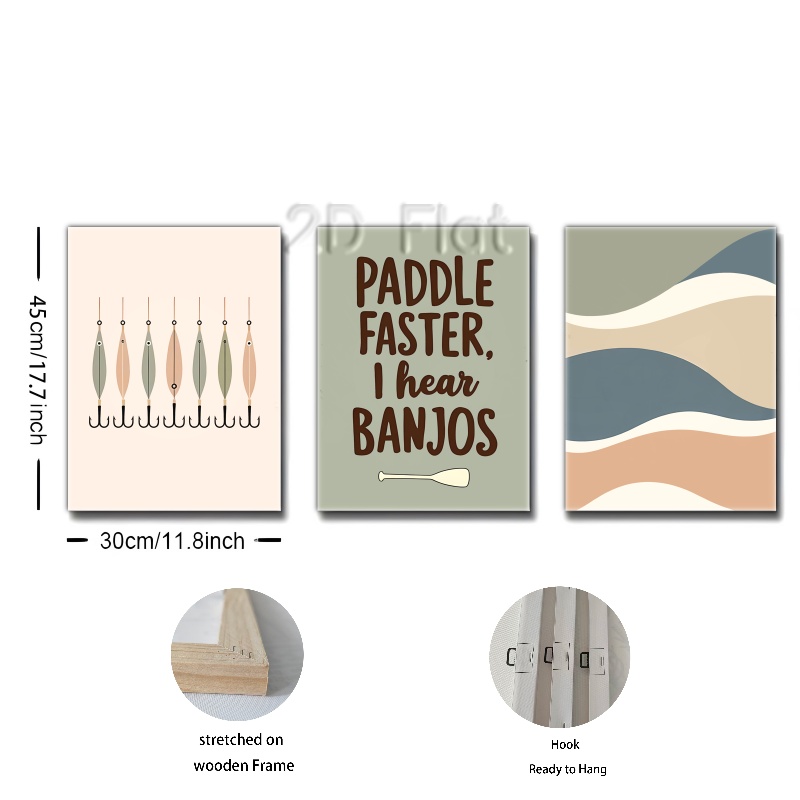 2D Flat
PADDLE
FASTER,
I hear
BANJOS
45cm/17.7inch
30cm/11.8inch
stretched on
wooden Frame
Hook
Ready to Hang